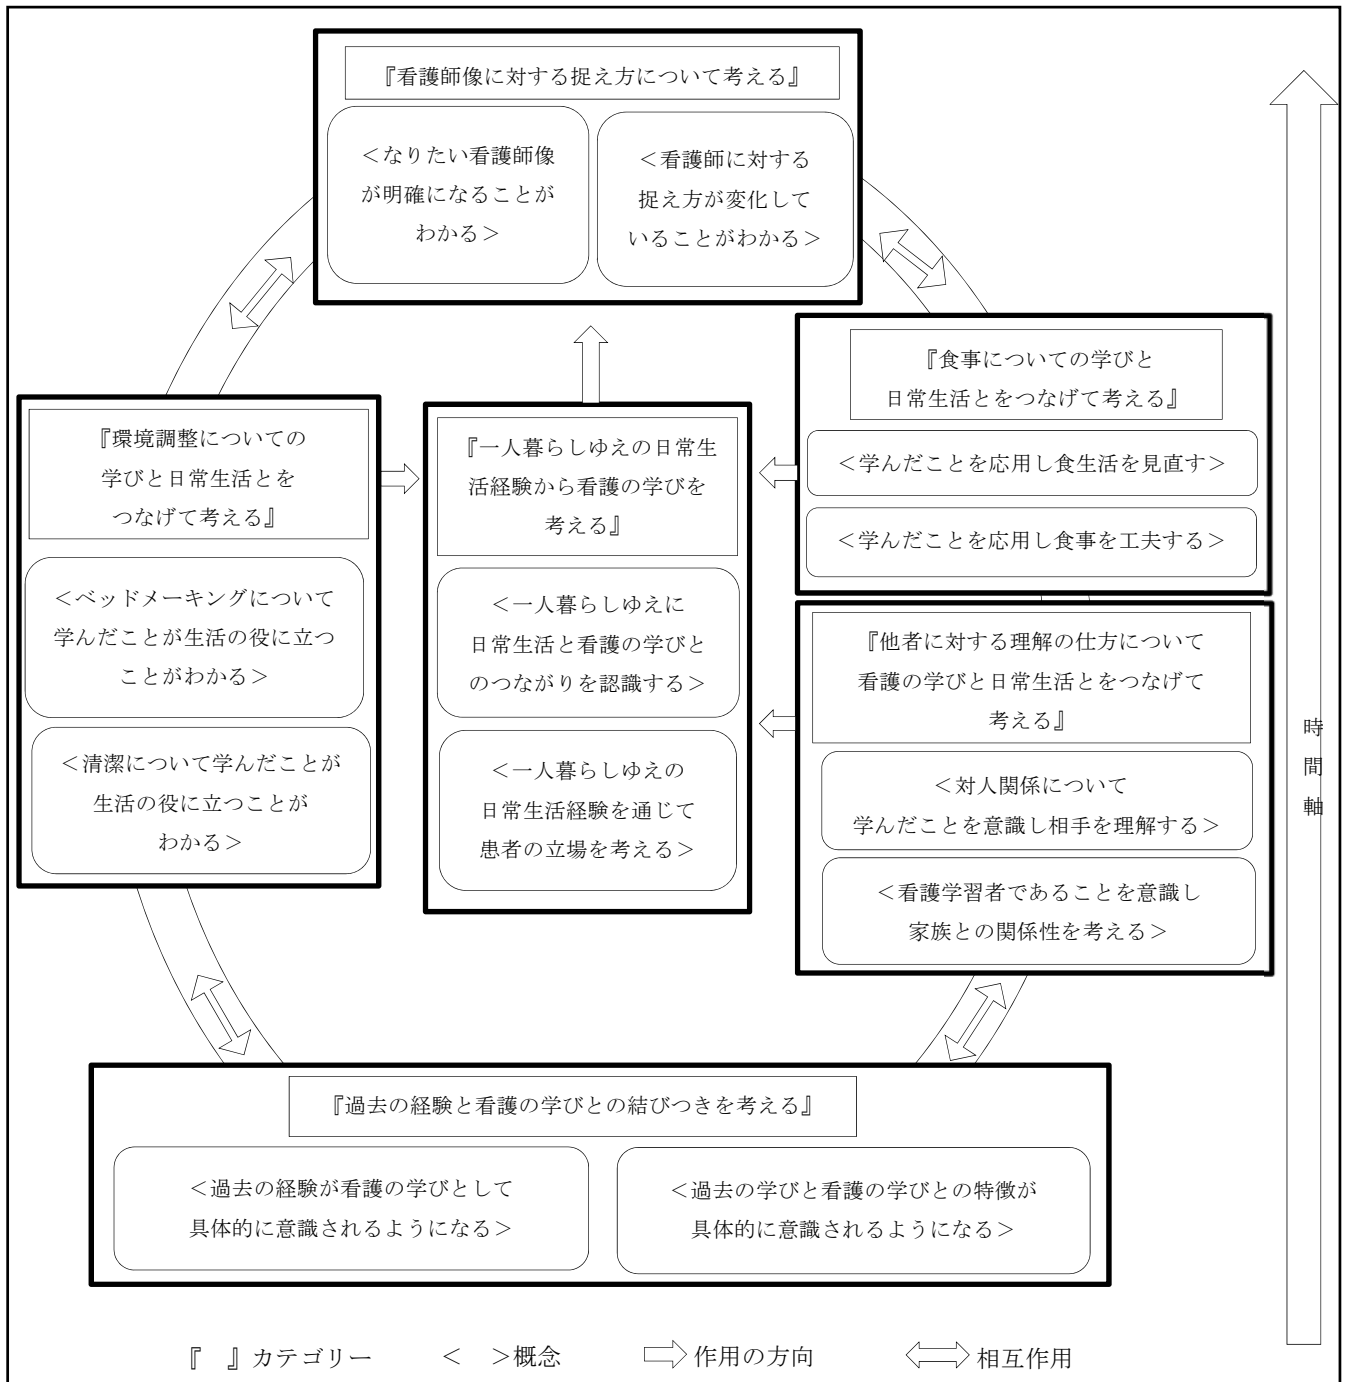 『看護師像に対する捉え方について考える』
＜なりたい看護師像
が明確になることが
わかる＞
＜看護師に対する
捉え方が変化して
いることがわかる＞
『食事についての学びと
日常生活とをつなげて考える』
＜学んだことを応用し食生活を見直す＞
＜学んだことを応用し食事を工夫する＞
『環境調整についての
学びと日常生活とを
つなげて考える』
＜ベッドメーキングについて
学んだことが生活の役に立つ
ことがわかる＞
＜清潔について学んだことが
生活の役に立つことが
わかる＞
『一人暮らしゆえの日常生
活経験から看護の学びを
考える』
＜一人暮らしゆえに
日常生活と看護の学びと
のつながりを認識する＞
＜一人暮らしゆえの
日常生活経験を通じて
患者の立場を考える＞
『他者に対する理解の仕方について
看護の学びと日常生活とをつなげて
考える』
＜対人関係について
学んだことを意識し相手を理解する＞
＜看護学習者であることを意識し
家族との関係性を考える＞
時間軸
『過去の経験と看護の学びとの結びつきを考える』
＜過去の経験が看護の学びとして
具体的に意識されるようになる＞
＜過去の学びと看護の学びとの特徴が
具体的に意識されるようになる＞
『　』カテゴリー　＜　＞概念　作用の方向　相互作用